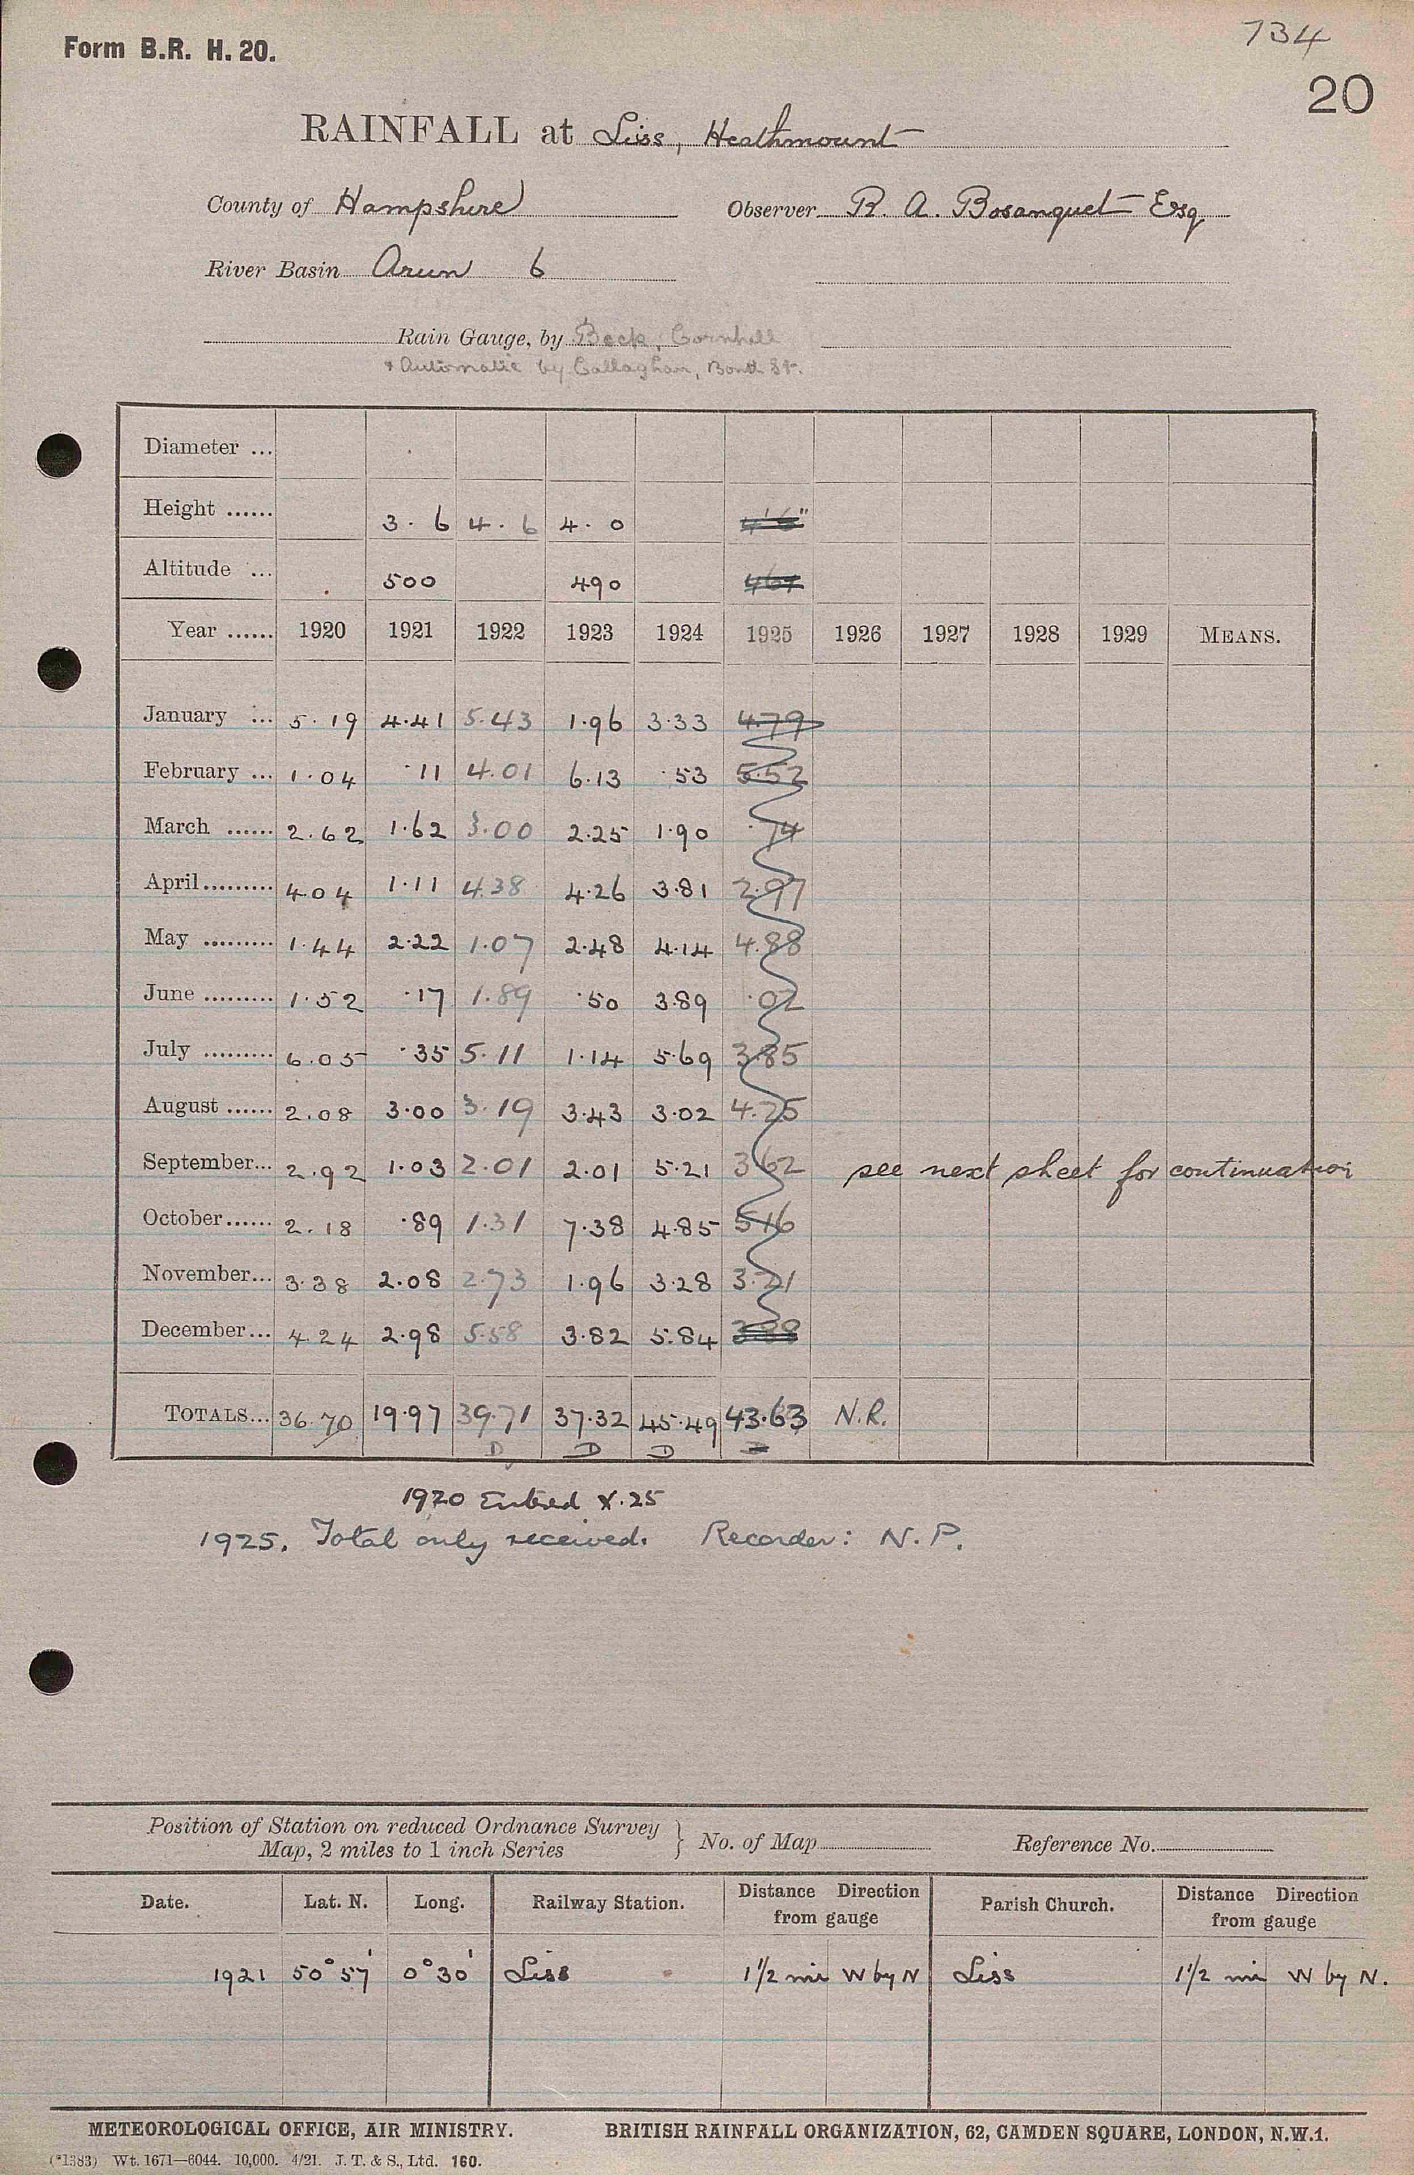 734
Form B.R. H. 20.
20
RAINFALL at Liss, Heathmount
County of Hampshire Observer R. A. Bosanquet Esq
River Basin Arun 6
Rain Gauge, by Beck, Cornhill
& Automatic by Callaghan, Bond St.
Diameter ...
Height ...... 3. 6 4. 6 4. 0 4' 6"
Altitude ... 500 490 467
Year ...... 1920 1921 1922 1923 1924 1925 1926 1927 1928 1929 MEANS.
January ... 5.19 4.41 5.43 1.96 3.33 4.79
February ... 1.04 .11 4.01 6.13 .53 5.52
March ...... 2.62 1.62 3.00 2.25 1.90 .74
April ......... 4.04 1.11 4.38 4.26 3.81 2.97
May ......... 1.44 2.22 1.07 2.48 4.14 4.88
June ......... 1.52 .17 1.89 .50 3.89 .02
July ......... 6.05 .35 5.11 1.14 5.69 3.85
August ...... 2.08 3.00 3.19 3.43 3.02 4.25
September... 2.92 1.03 2.01 2.01 5.21 3.62 see next sheet for continuation
October...... 2.18 .89 1.31 7.38 4.85 5.16
November... 3.38 2.08 2.73 1.96 3.28 3.21
December... 4.24 2.98 5.58 3.82 5.84 3.88
TOTALS... 36.70 19.97 39.71 37.32 45.49 43.63 N.R.
D D D
1920 Entred X.25
1925. Total only received. Recorder: N.P.
Position of Station on reduced Ordnance Survey
Map, 2 miles to 1 inch Series } No. of Map Reference No.
Date. Lat. N. Long. Railway Station. Distance Direction from gauge Parish Church. Distance Direction from gauge
1921 50° 57' 0° 30' Liss 1 1/2 mi W by N Liss 1 1/2 mi W by N.
METEOROLOGICAL OFFICE, AIR MINISTRY. BRITISH RAINFALL ORGANIZATION, 62, CAMDEN SQUARE, LONDON, N.W.1.
(*1383) Wt. 1671—6044. 10,000. 4/21. J. T. & S., Ltd. 160.